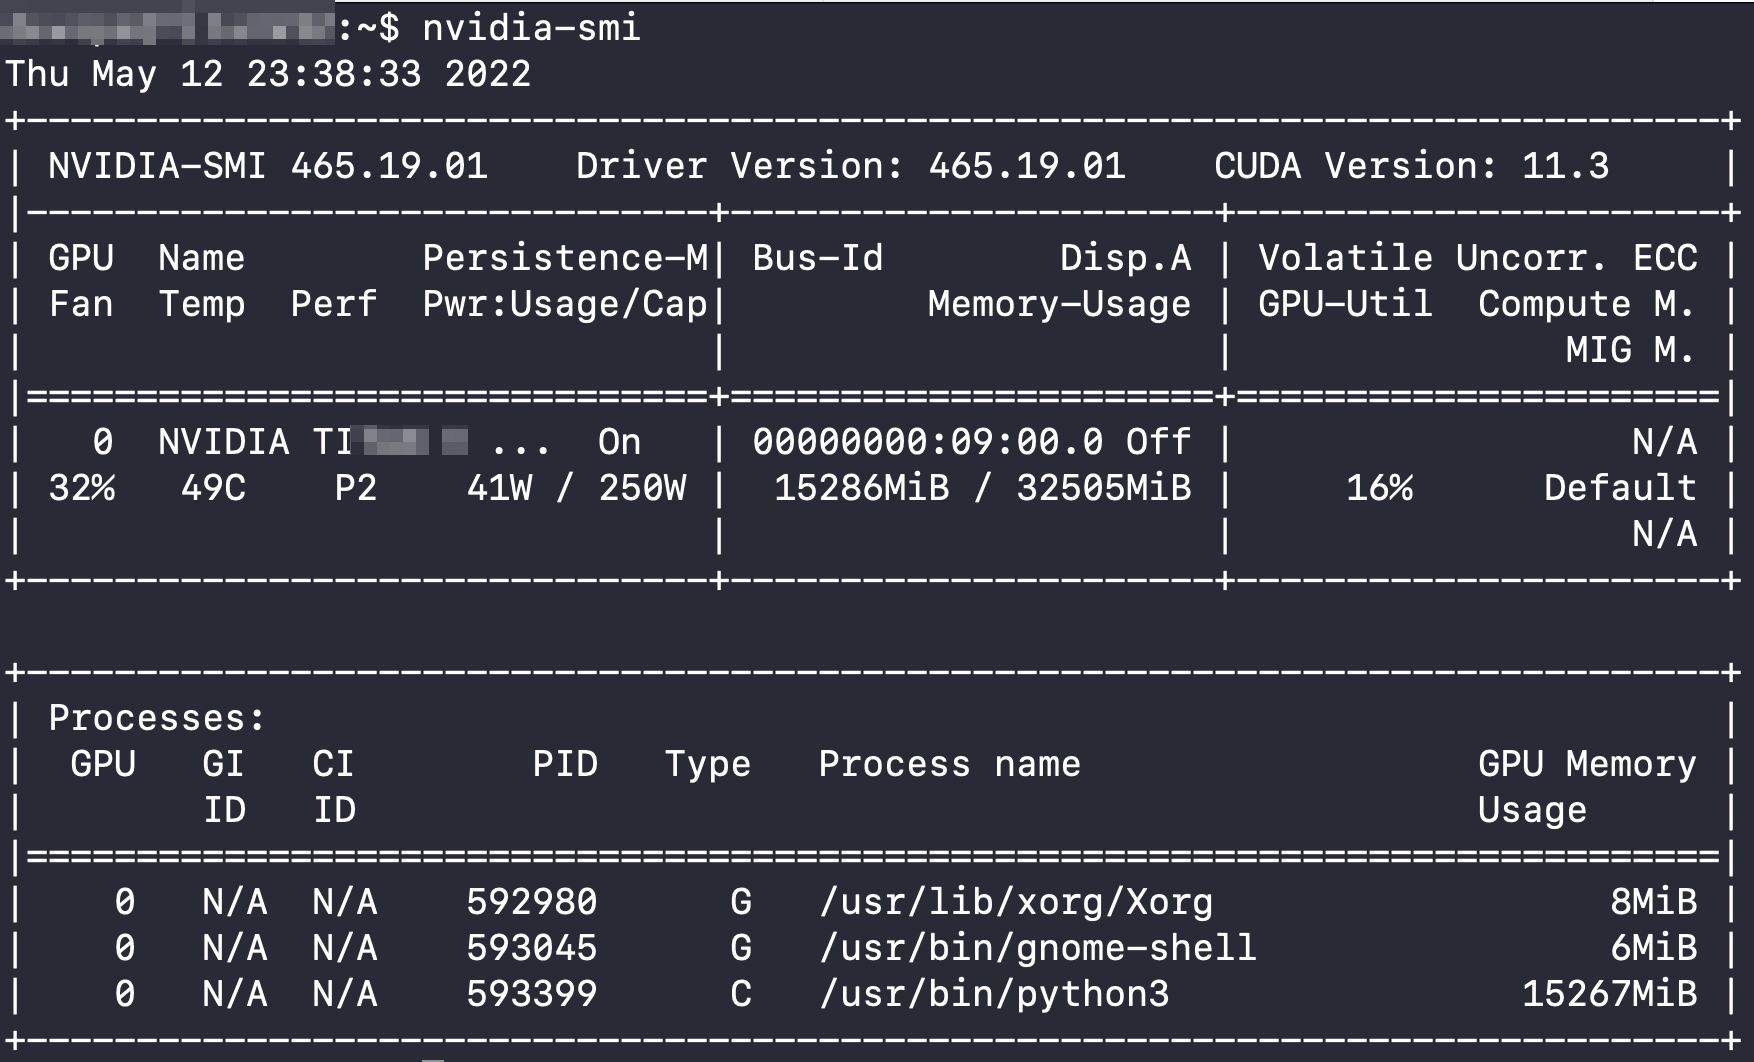 :~$ nvidia-smi
Thu May 12 23:38:33 2022
+-----------------------------------------------------------------------------+
| NVIDIA-SMI 465.19.01    Driver Version: 465.19.01    CUDA Version: 11.3     |
|-------------------------------+----------------------+----------------------+
| GPU  Name        Persistence-M| Bus-Id        Disp.A | Volatile Uncorr. ECC |
| Fan  Temp  Perf  Pwr:Usage/Cap|         Memory-Usage | GPU-Util  Compute M. |
|                               |                      |               MIG M. |
|===============================+======================+======================|
|   0  NVIDIA TI       ...  On   | 00000000:09:00.0 Off |                  N/A |
| 32%   49C    P2    41W / 250W |  15286MiB / 32505MiB |     16%      Default |
|                               |                      |                  N/A |
+-------------------------------+----------------------+----------------------+
+-----------------------------------------------------------------------------+
| Processes:                                                                  |
|  GPU   GI   CI        PID   Type   Process name                  GPU Memory |
|        ID   ID                                                   Usage      |
|=============================================================================|
|    0   N/A  N/A    592980      G   /usr/lib/xorg/Xorg                  8MiB |
|    0   N/A  N/A    593045      G   /usr/bin/gnome-shell                6MiB |
|    0   N/A  N/A    593399      C   /usr/bin/python3                15267MiB |
+-----------------------------------------------------------------------------+